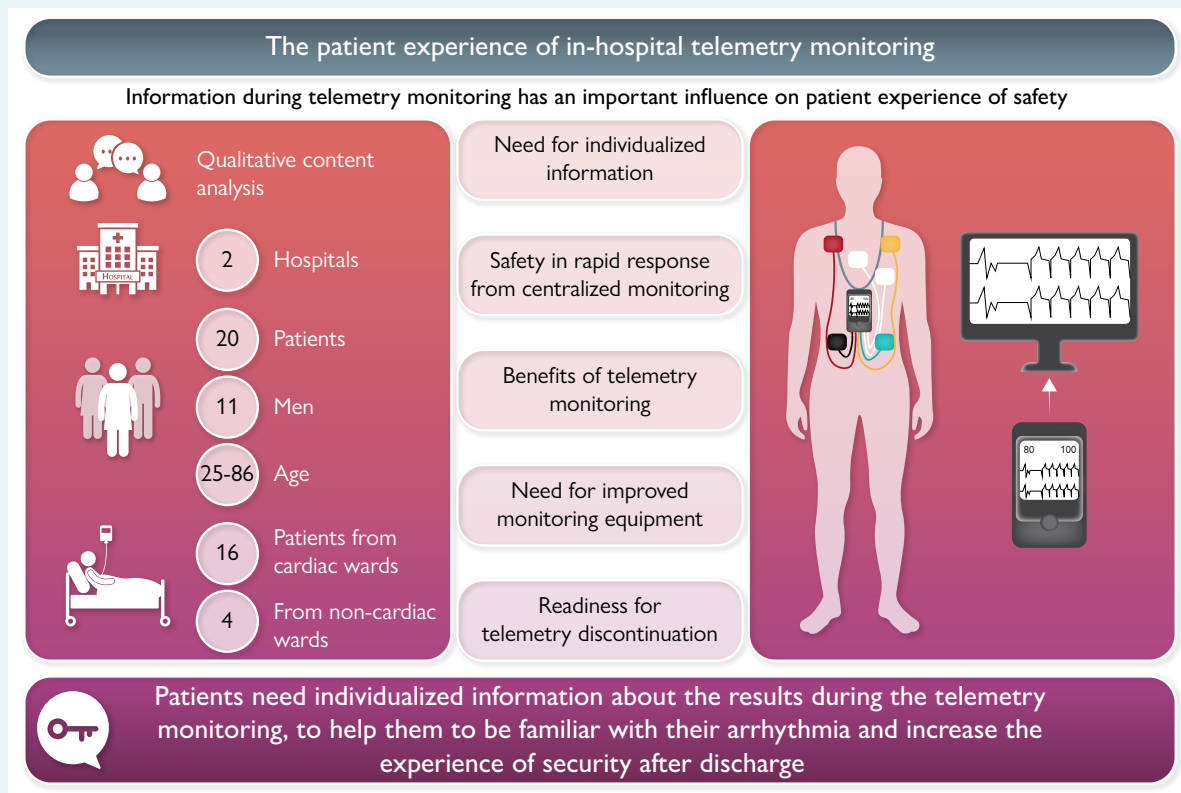 The patient experience of in-hospital telemetry monitoring
Information during telemetry monitoring has an important influence on patient experience of safety
Qualitative content
analysis
HOSPITAL
2
Hospitals
20
Patients
11
Men
25-86
Age
16
Patients from
cardiac wards
4
From non-cardiac
wards
Need for individualized
information
Safety in rapid response
from centralized monitoring
Benefits of telemetry
monitoring
Need for improved
monitoring equipment
Readiness for
telemetry discontinuation
80 100
80 100
Patients need individualized information about the results during the telemetry
monitoring, to help them to be familiar with their arrhythmia and increase the
experience of security after discharge